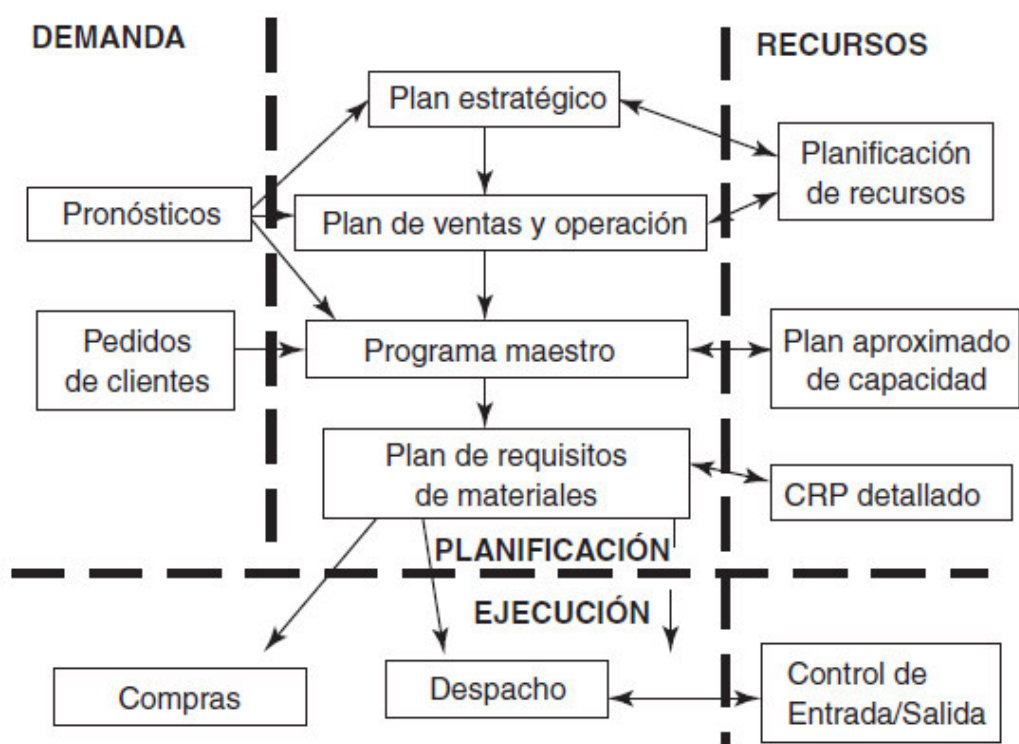 DEMANDA
RECURSOS
Plan estratégico
Planificación
de recursos
Pronósticos
Plan de ventas y operación
Pedidos
de clientes
Programa maestro
Plan aproximado
de capacidad
Plan de requisitos
de materiales
CRP detallado
PLANIFICACIÓN
EJECUCIÓN
Compras
Despacho
Control de
Entrada/Salida